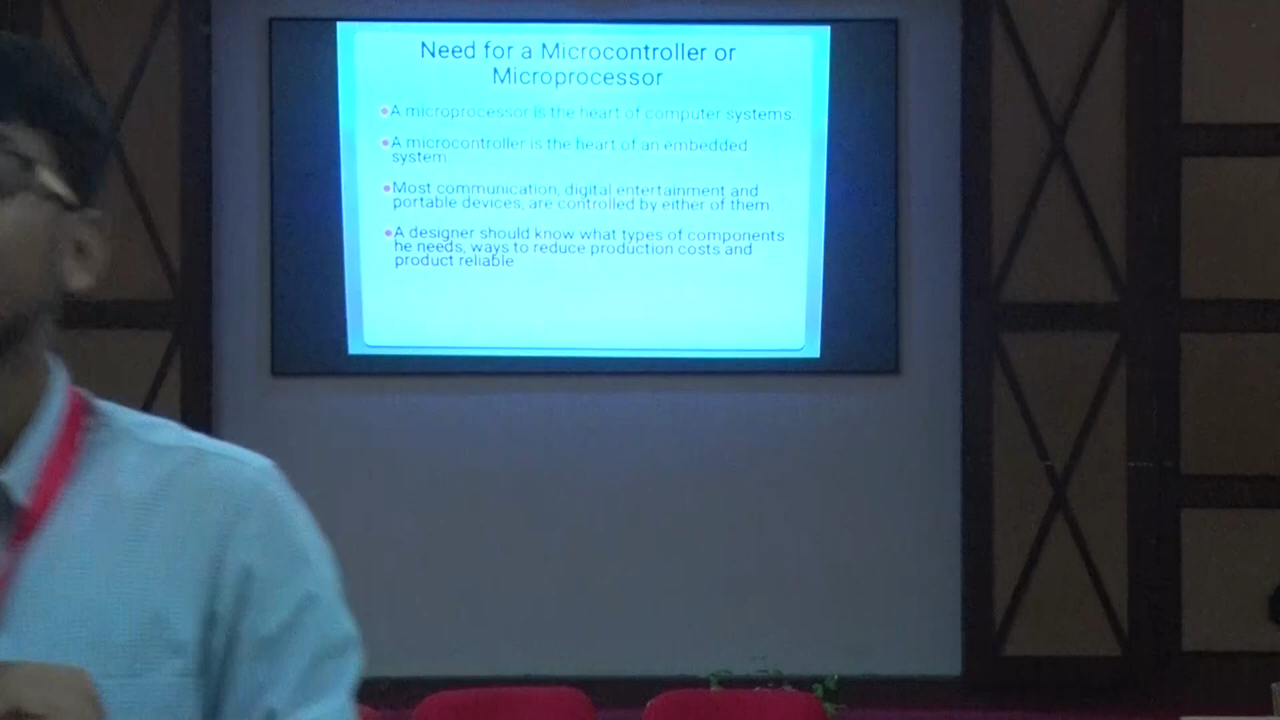 Need for a Microcontroller or
Microprocessor
A microprocessor is the heart of computer systems.
A microcontroller is the heart of an embedded
system.
Most communication, digital entertainment and
portable devices, are controlled by either of them.
A designer should know what types of components
he needs, ways to reduce production costs and
product reliable